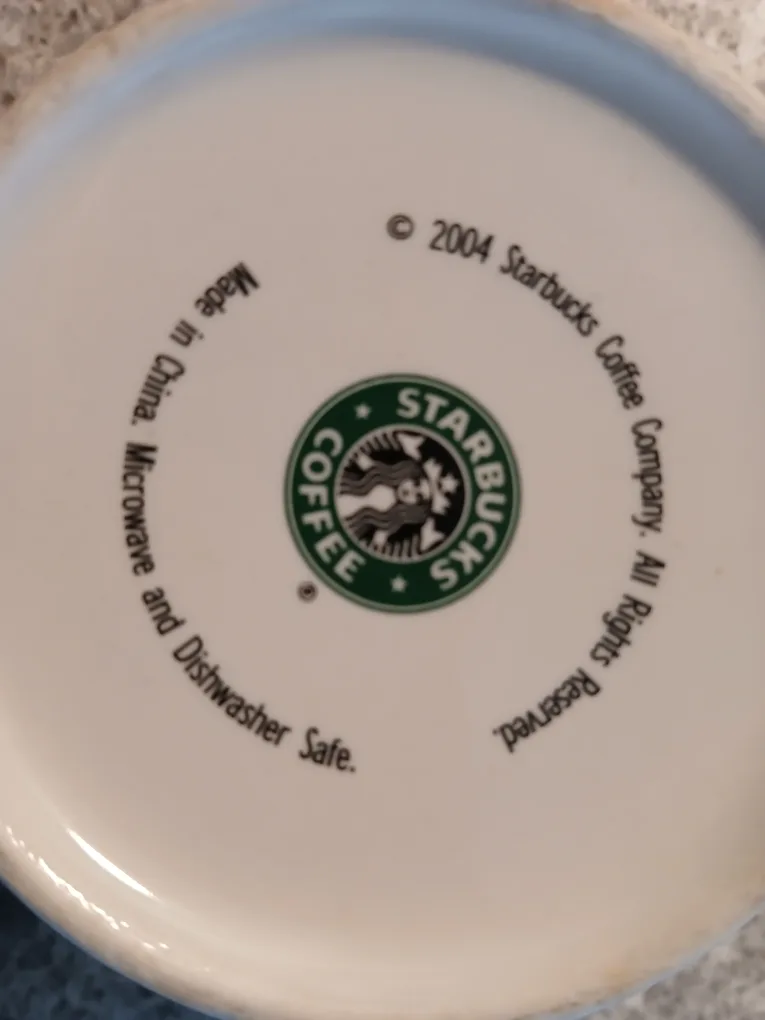 © 2004 Starbucks Coffee Company. All Rights Reserved.
STARBUCKS
COFFEE
®
Made in China. Microwave and Dishwasher Safe.